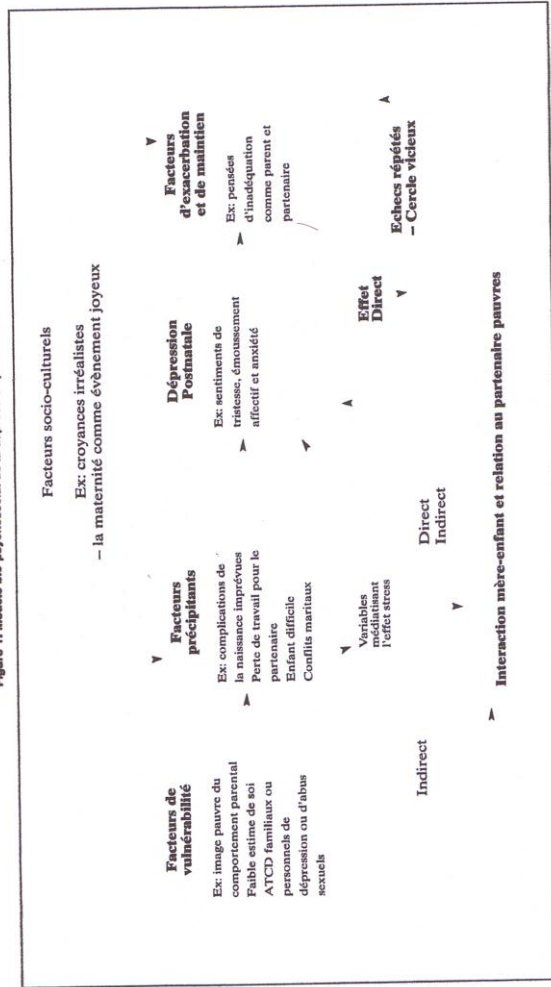 Facteurs socio-culturels
Ex: croyances irréalistes
– la maternité comme évènement joyeux
Facteurs de
vulnérabilité
Ex: image pauvre du
comportement parental
Faible estime de soi
ATCD familiaux ou
personnels de
dépression ou d'abus
sexuels
Facteurs
précipitants
Ex: complications de
la naissance imprévues
Perte de travail pour le
partenaire
Enfant difficile
Conflits maritaux
Dépression
Postnatale
Ex: sentiments de
tristesse, émoussement
affectif et anxiété
Facteurs
d'exacerbation
et de maintien
Ex: pensées
d'inadéquation
comme parent et
partenaire
Variables
médiatisant
l'effet stress
Effet
Direct
Echecs répétés
– Cercle vicieux
Indirect
Direct
Indirect
Interaction mère-enfant et relation au partenaire pauvres